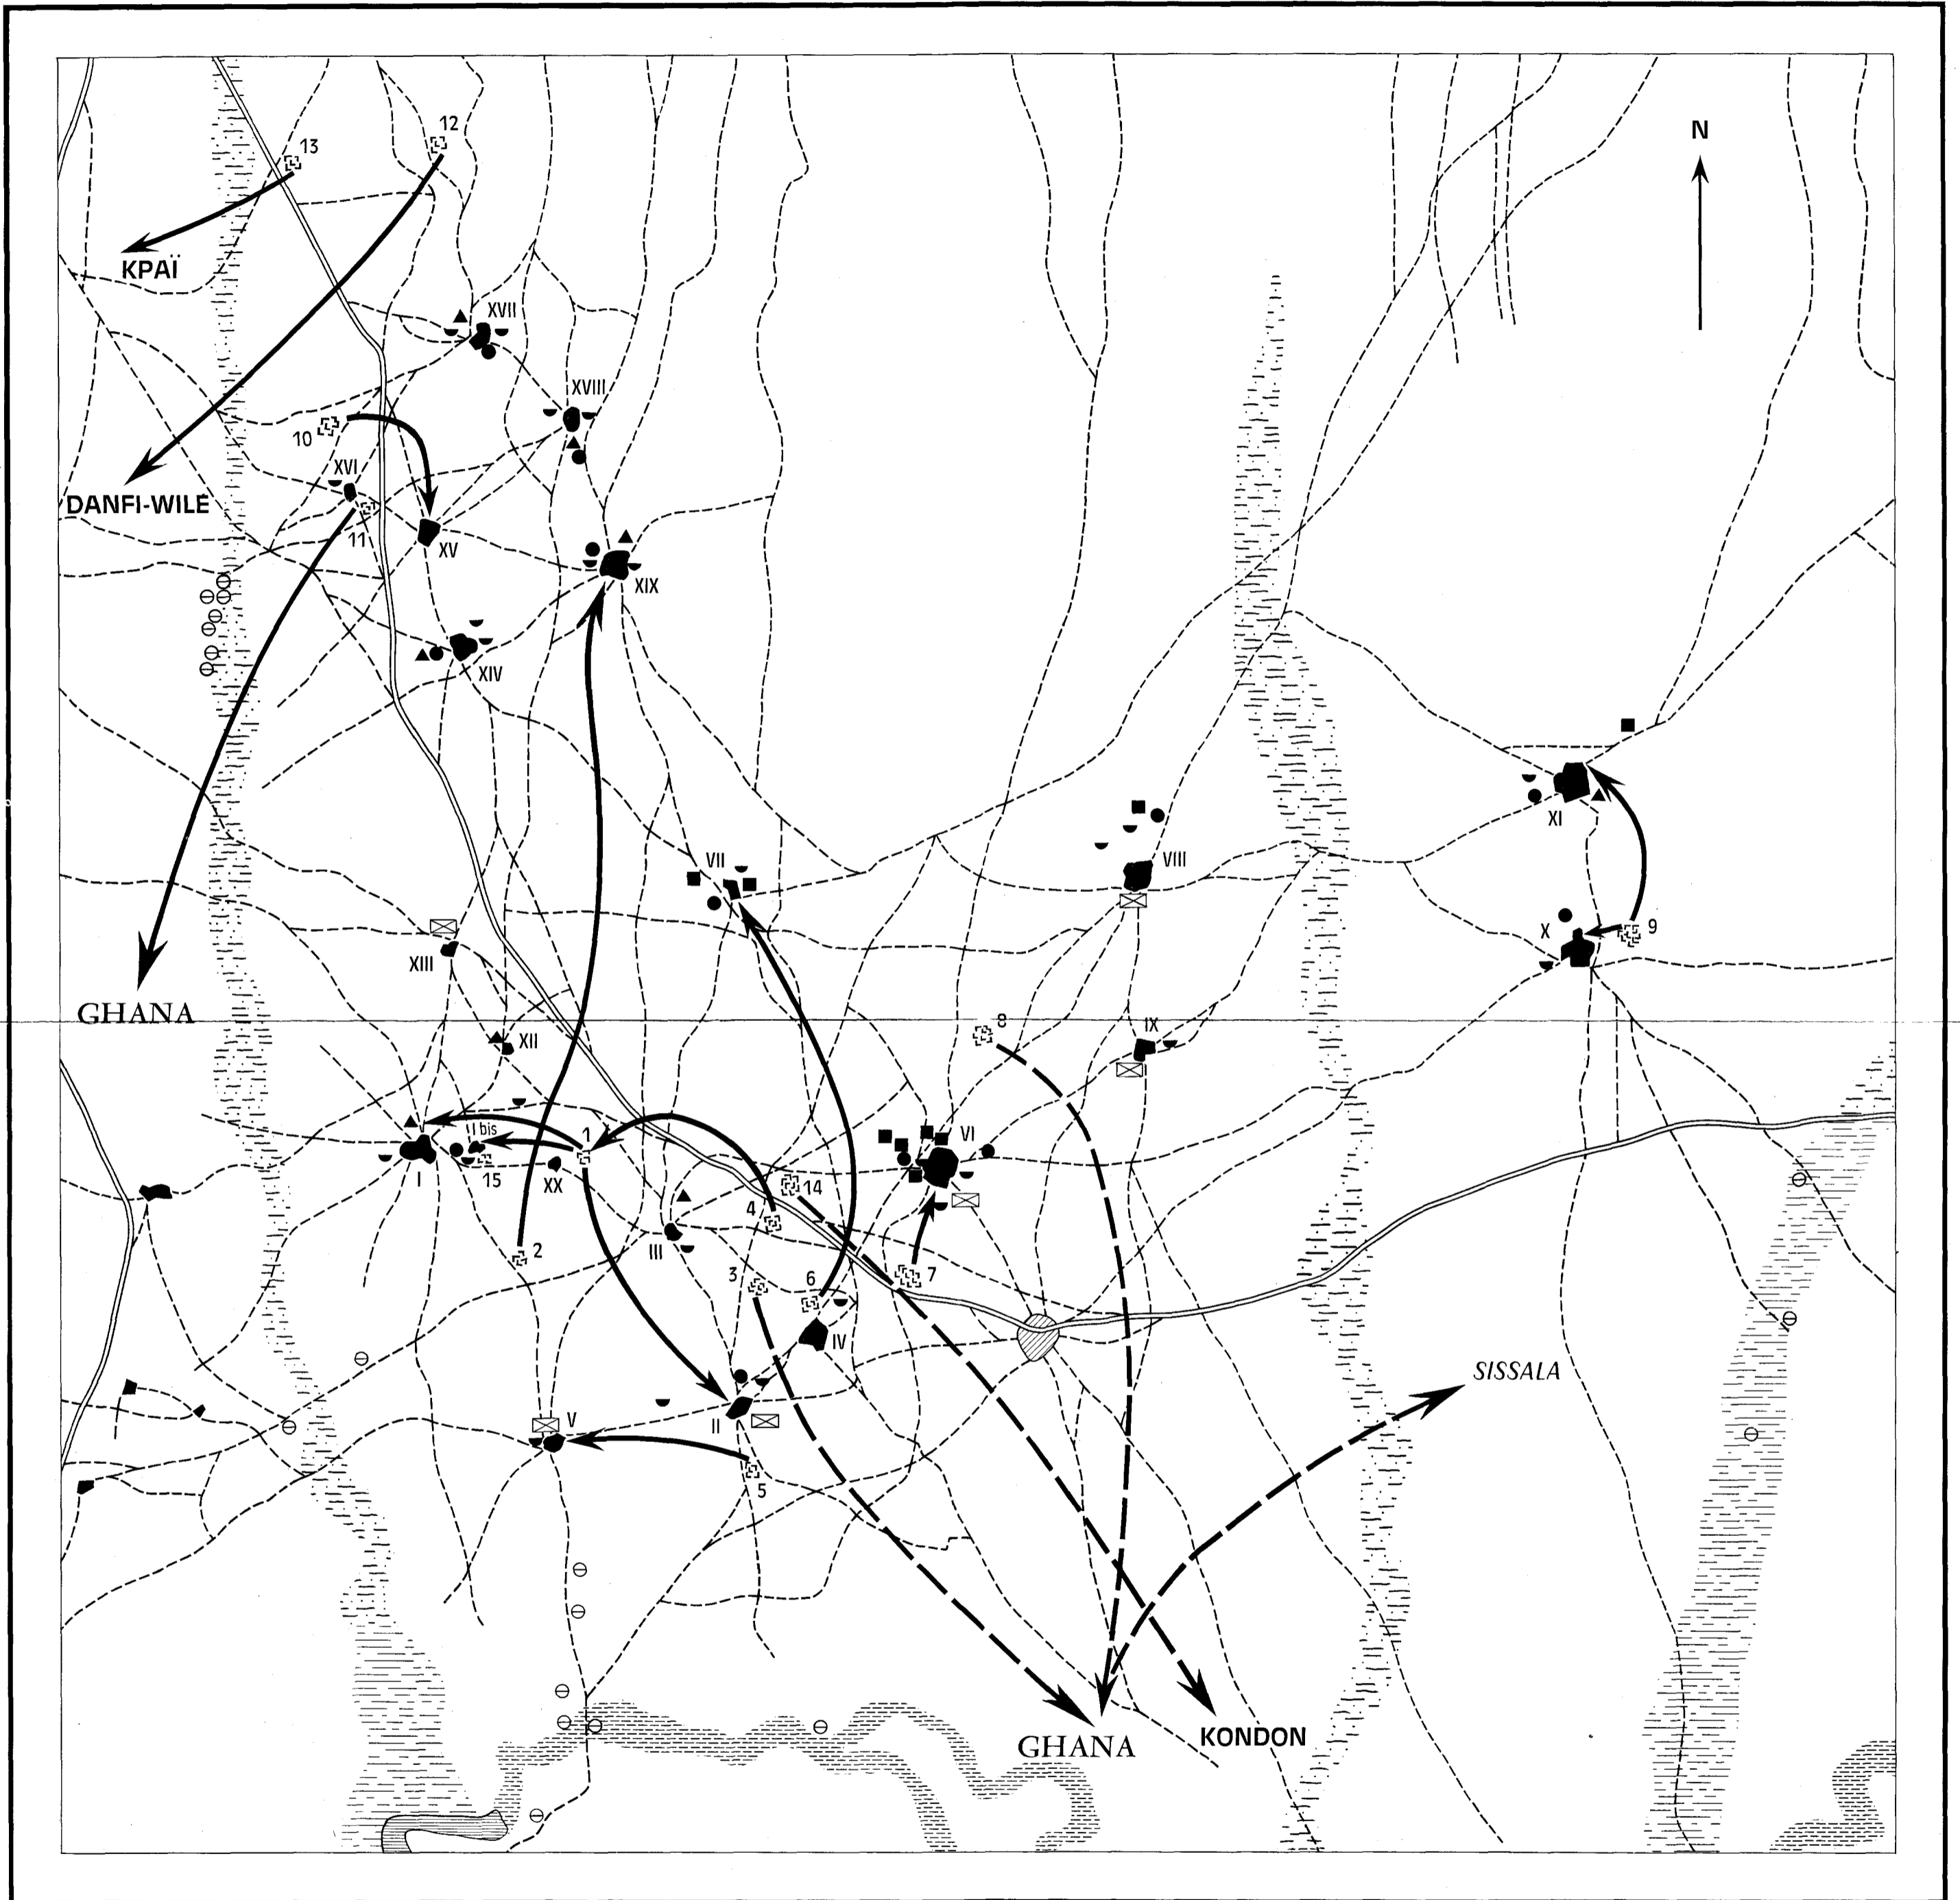 N
12
13
KPAÏ
XVII
XVIII
10
XVI
DANFI-WILÉ
11
XV
XIX
XIV
XI
VII
VIII
X
9
XIII
GHANA
8
IX
XII
I bis
1
VI
I
15
XX
14
4
2
III
3
6
7
IV
SISSALA
V
II
5
GHANA
KONDON